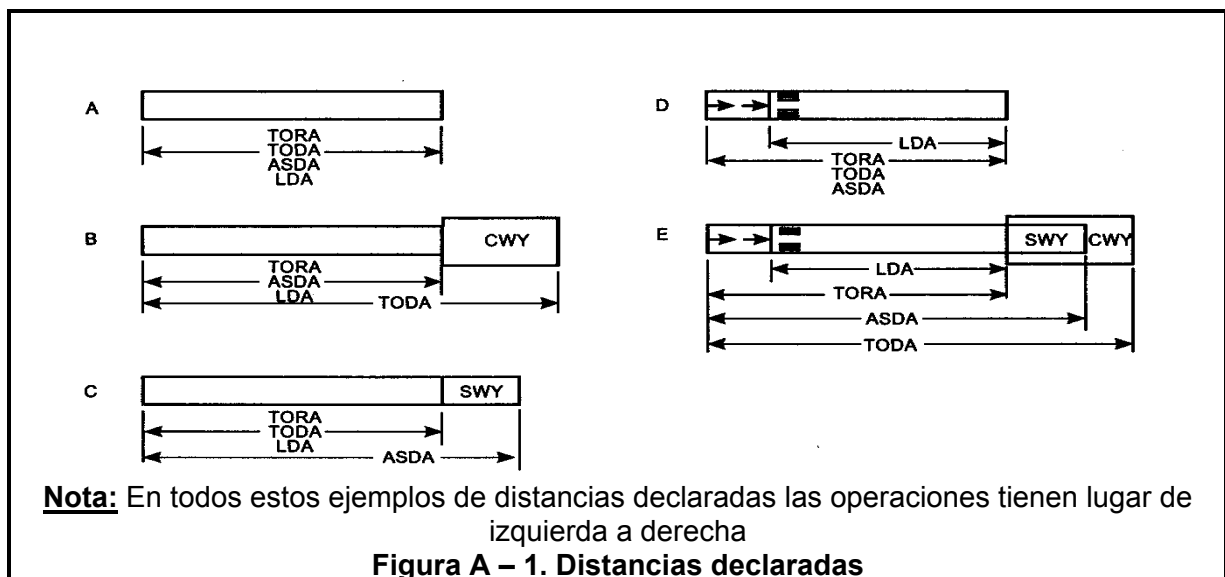 A
TORA
TODA
ASDA
LDA
B
CWY
TORA
ASDA
LDA
TODA
C
SWY
TORA
TODA
LDA
ASDA
D
LDA
TORA
TODA
ASDA
E
SWY CWY
LDA
TORA
ASDA
TODA
Nota: En todos estos ejemplos de distancias declaradas las operaciones tienen lugar de
izquierda a derecha
Figura A – 1. Distancias declaradas